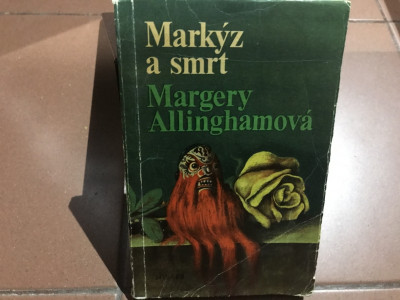 Markýz
a smrt
Margery
Allinghamová